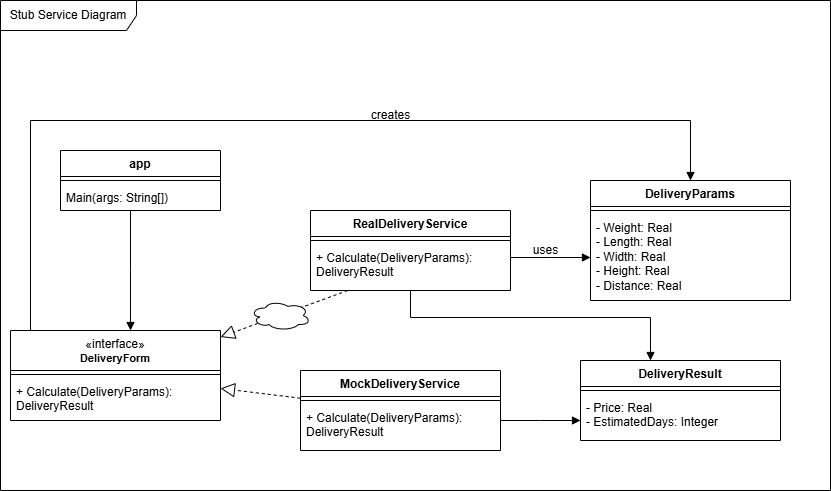 Stub Service Diagram
creates
app
Main(args: String[])
DeliveryParams
- Weight: Real
- Length: Real
- Width: Real
- Height: Real
- Distance: Real
RealDeliveryService
+ Calculate(DeliveryParams):
DeliveryResult
uses
«interface»
DeliveryForm
+ Calculate(DeliveryParams):
DeliveryResult
MockDeliveryService
+ Calculate(DeliveryParams):
DeliveryResult
DeliveryResult
- Price: Real
- EstimatedDays: Integer